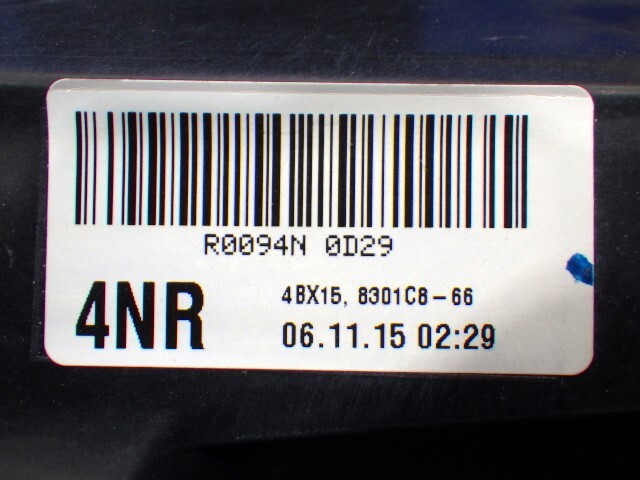 R0094N 0D29
4NR
4BX15, 8301C8-66
06.11.15 02:29